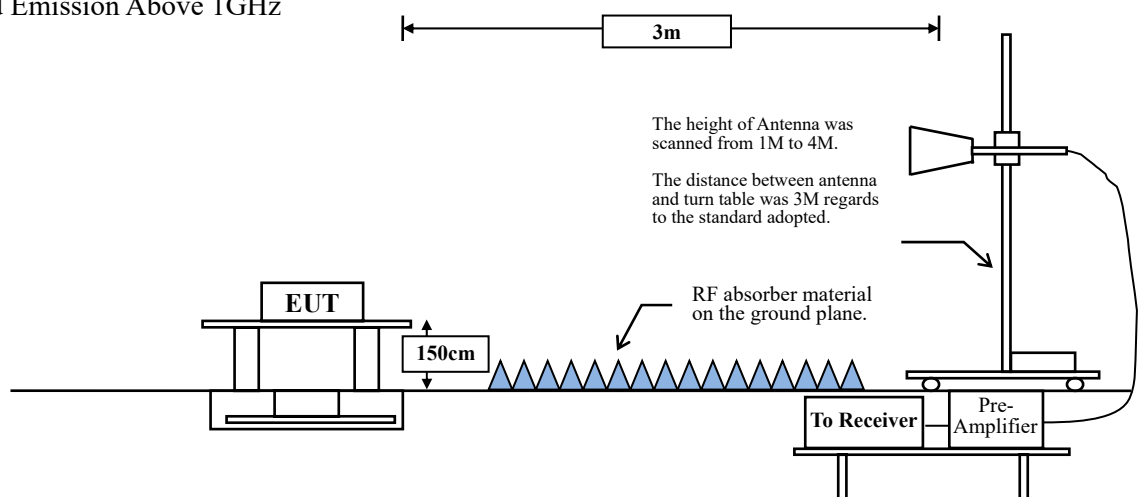 Emission Above 1GHz
3m
The height of Antenna was
scanned from 1M to 4M.
The distance between antenna
and turn table was 3M regards
to the standard adopted.
EUT
RF absorber material
on the ground plane.
150cm
To Receiver
Pre-
Amplifier